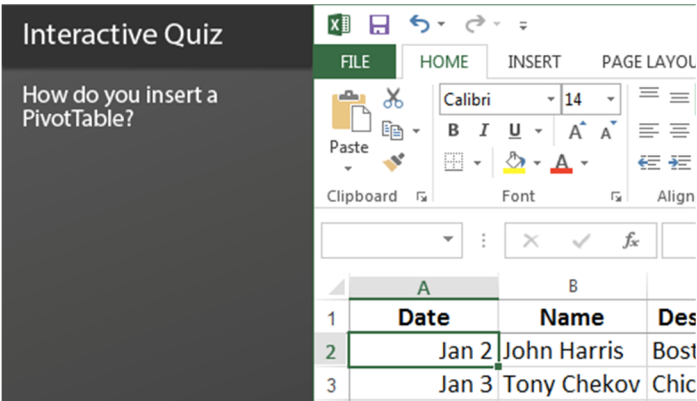 Interactive Quiz
How do you insert a
PivotTable?
FILE HOME INSERT PAGE LAYOU
Calibri 14
B I U A A
Paste
A
Clipboard Font Align
fx
A B
1 Date Name Des
2 Jan 2 John Harris Bost
3 Jan 3 Tony Chekov Chic